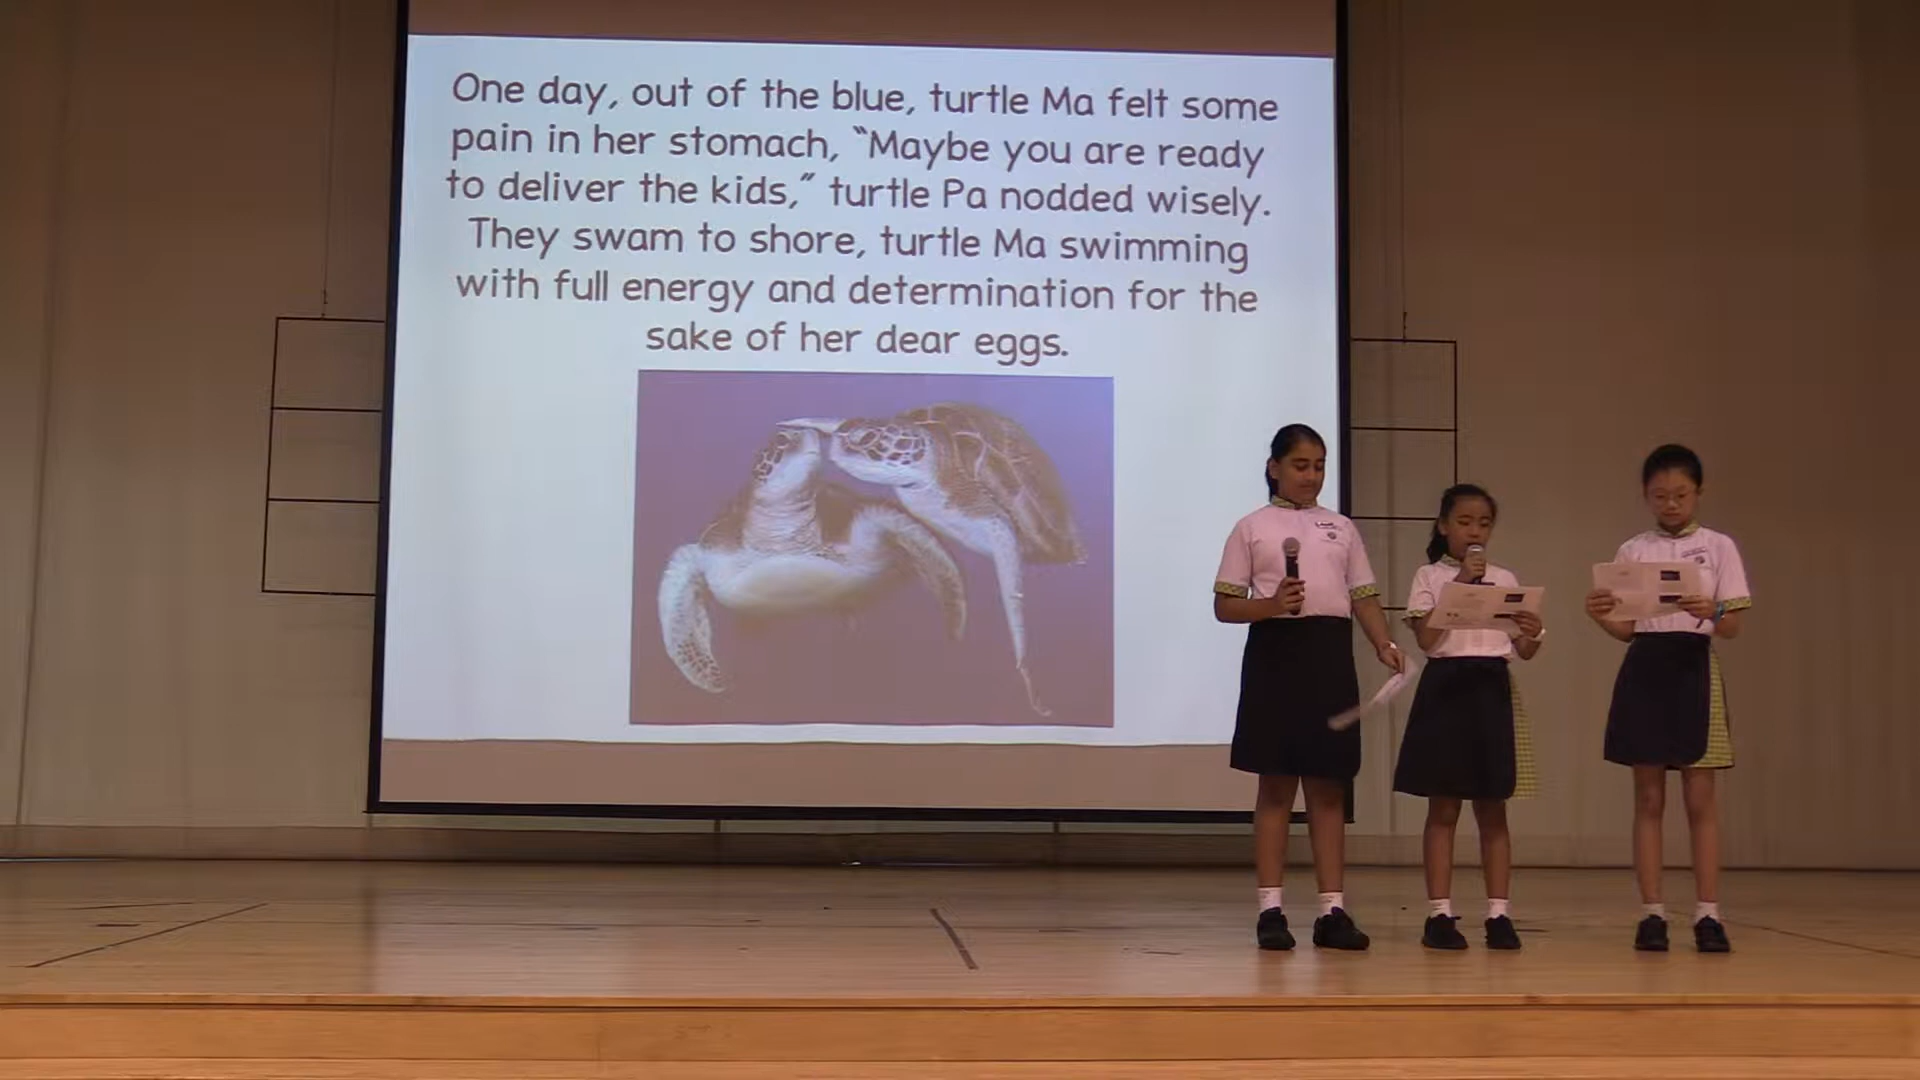 One day, out of the blue, turtle Ma felt some
pain in her stomach, “Maybe you are ready
to deliver the kids,” turtle Pa nodded wisely.
They swam to shore, turtle Ma swimming
with full energy and determination for the
sake of her dear eggs.